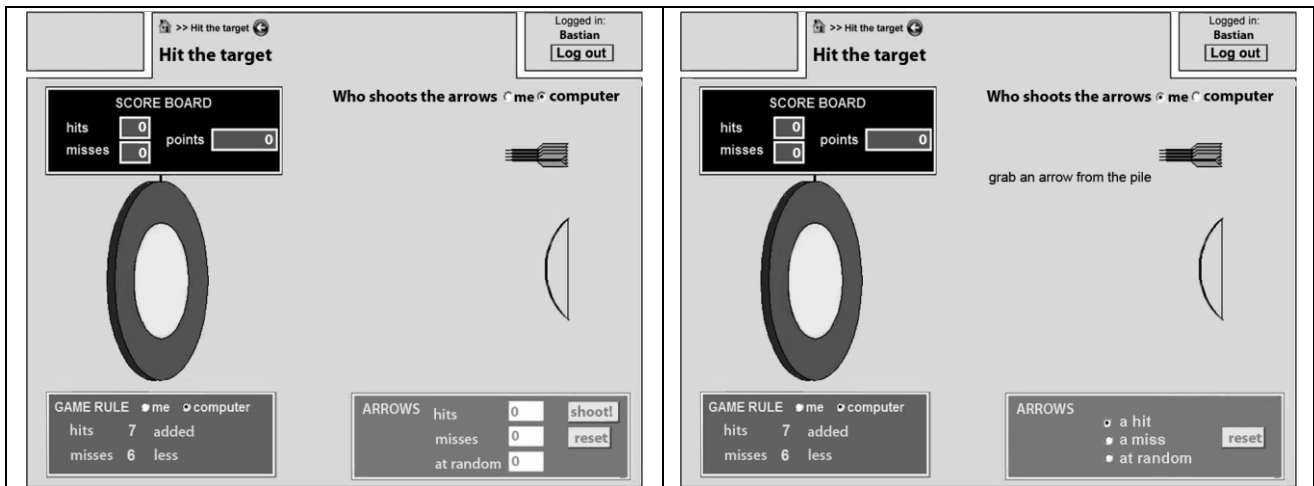 >> Hit the target
Hit the target
Logged in:
Bastian
Log out
SCORE BOARD
hits 0
misses 0
points 0
Who shoots the arrows me computer
GAME RULE me computer
hits 7 added
misses 6 less
ARROWS
hits 0 shoot!
misses 0 reset
at random 0
>> Hit the target
Hit the target
Logged in:
Bastian
Log out
SCORE BOARD
hits 0
misses 0
points 0
Who shoots the arrows me computer
grab an arrow from the pile
GAME RULE me computer
hits 7 added
misses 6 less
ARROWS
a hit
a miss
at random
reset